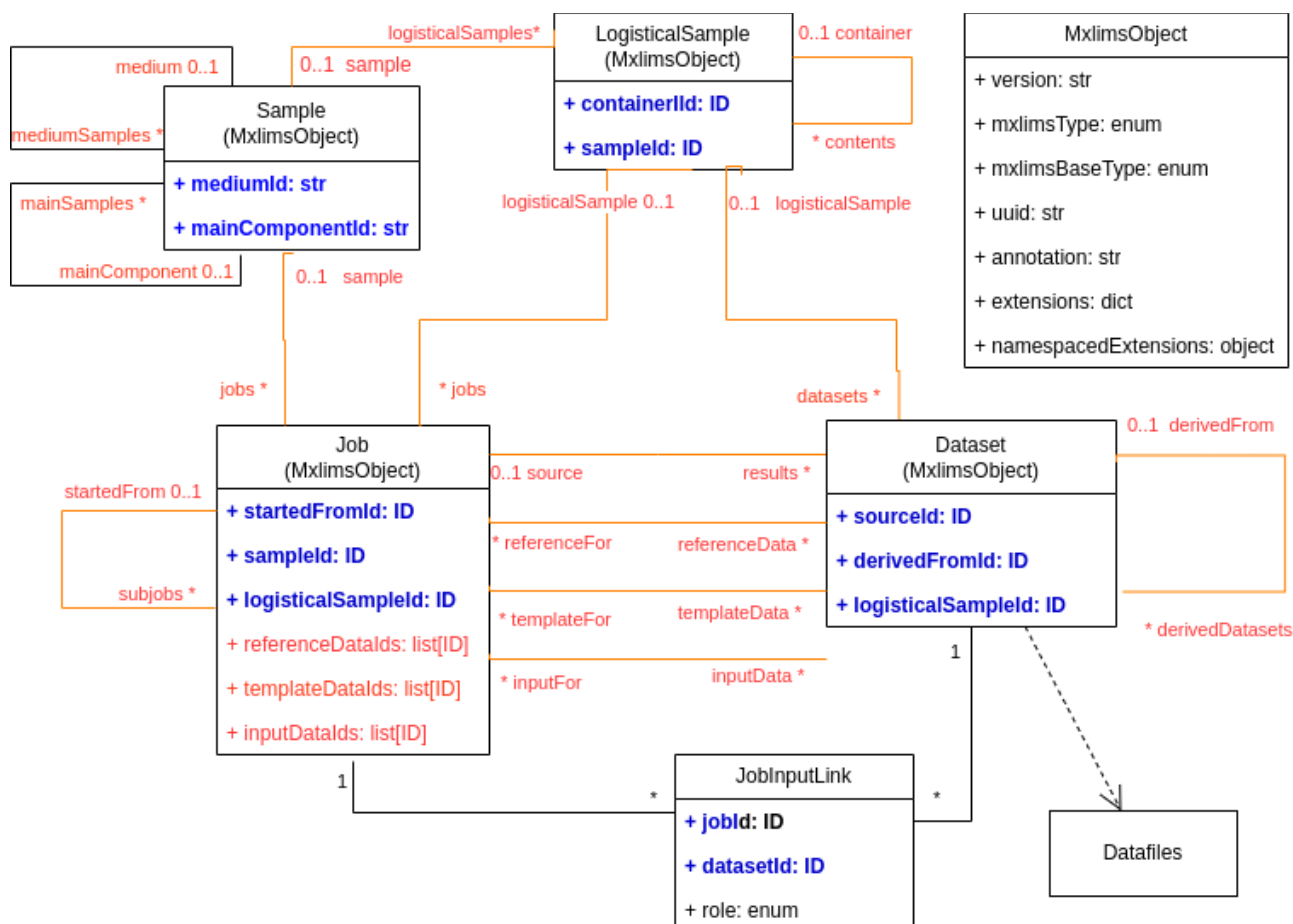 logisticalSamples*
LogisticalSample
(MxlimsObject)
+ containerIId: ID
+ sampleId: ID
0..1 container
* contents
MxlimsObject
+ version: str
+ mxlimsType: enum
+ mxlimsBaseType: enum
+ uuid: str
+ annotation: str
+ extensions: dict
+ namespacedExtensions: object
medium 0..1
0..1 sample
Sample
(MxlimsObject)
+ mediumId: str
+ mainComponentId: str
mediumSamples *
mainSamples *
mainComponent 0..1
0..1 sample
logisticalSample 0..1
0..1 logisticalSample
jobs *
* jobs
datasets *
Job
(MxlimsObject)
+ startedFromId: ID
+ sampleId: ID
+ logisticalSampleId: ID
+ referenceDataIds: list[ID]
+ templateDataIds: list[ID]
+ inputDataIds: list[ID]
startedFrom 0..1
subjobs *
0..1 source
results *
* referenceFor
referenceData *
* templateFor
templateData *
* inputFor
inputData *
Dataset
(MxlimsObject)
+ sourceId: ID
+ derivedFromId: ID
+ logisticalSampleId: ID
0..1 derivedFrom
* derivedDatasets
1
1
*
*
JobInputLink
+ jobId: ID
+ datasetId: ID
+ role: enum
Datafiles